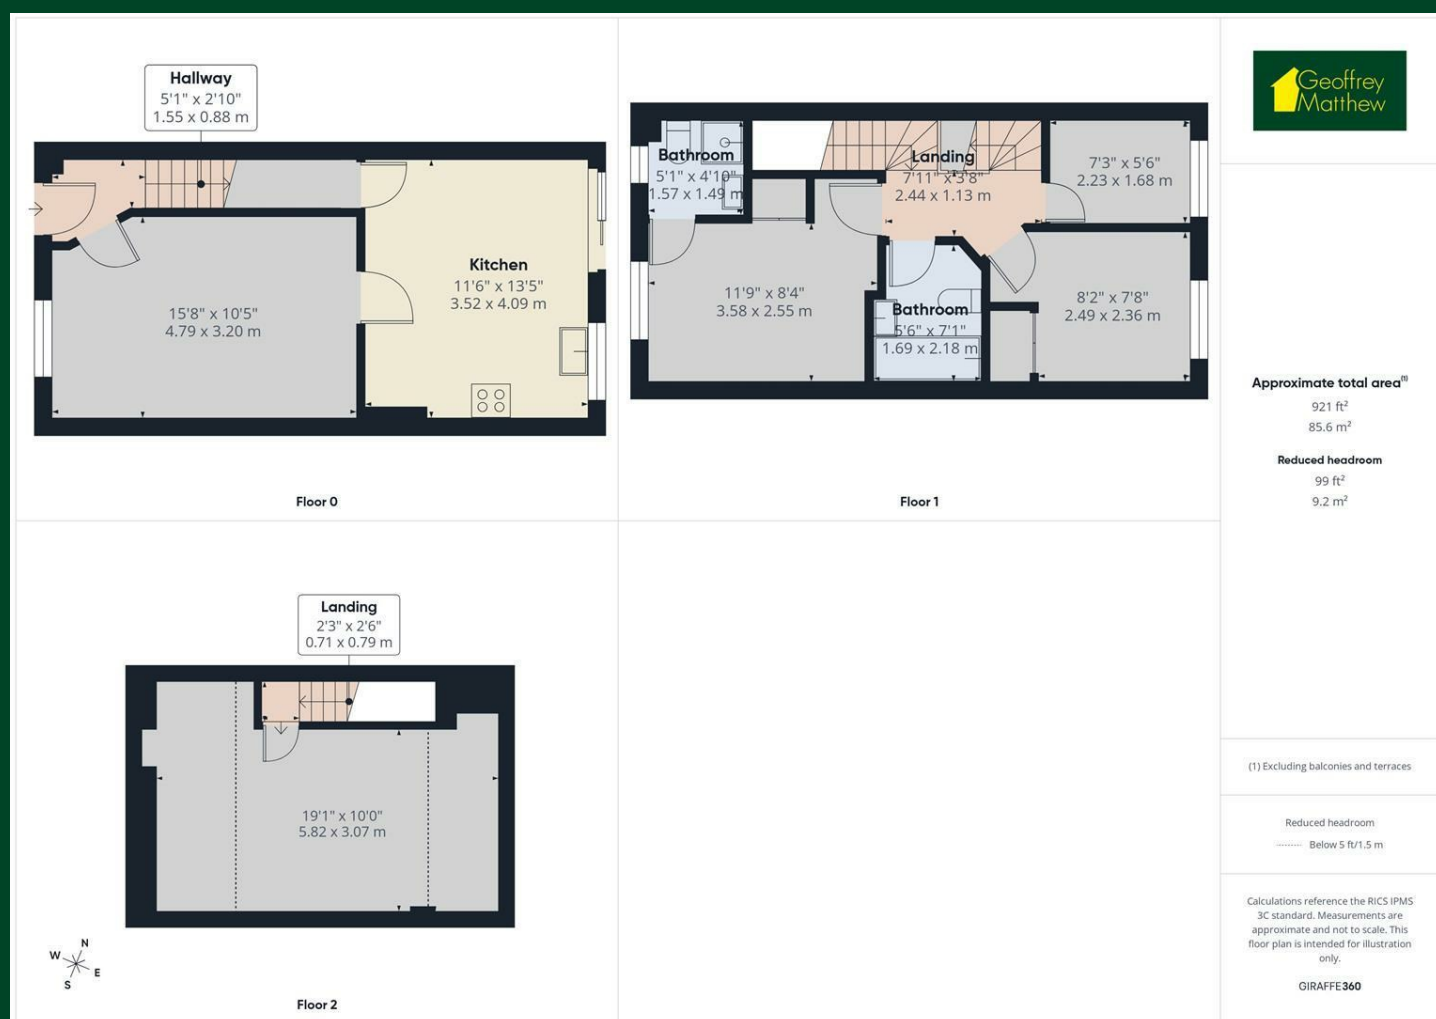 Hallway
5'1" x 2'10"
1.55 x 0.88 m
Kitchen
11'6" x 13'5"
3.52 x 4.09 m
15'8" x 10'5"
4.79 x 3.20 m
Floor 0
Bathroom
5'1" x 4'10"
1.57 x 1.49 m
Landing
7'11" x 3'8"
2.44 x 1.13 m
7'3" x 5'6"
2.23 x 1.68 m
11'9" x 8'4"
3.58 x 2.55 m
Bathroom
5'6" x 7'1"
1.69 x 2.18 m
8'2" x 7'8"
2.49 x 2.36 m
Floor 1
Landing
2'3" x 2'6"
0.71 x 0.79 m
19'1" x 10'0"
5.82 x 3.07 m
N
W
E
S
Floor 2
Geoffrey
Matthew
Approximate total area(1)
921 ft²
85.6 m²
Reduced headroom
99 ft²
9.2 m²
(1) Excluding balconies and terraces
Reduced headroom
Below 5 ft/1.5 m
Calculations reference the RICS IPMS
3C standard. Measurements are
approximate and not to scale. This
floor plan is intended for illustration
only.
GIRAFFE360